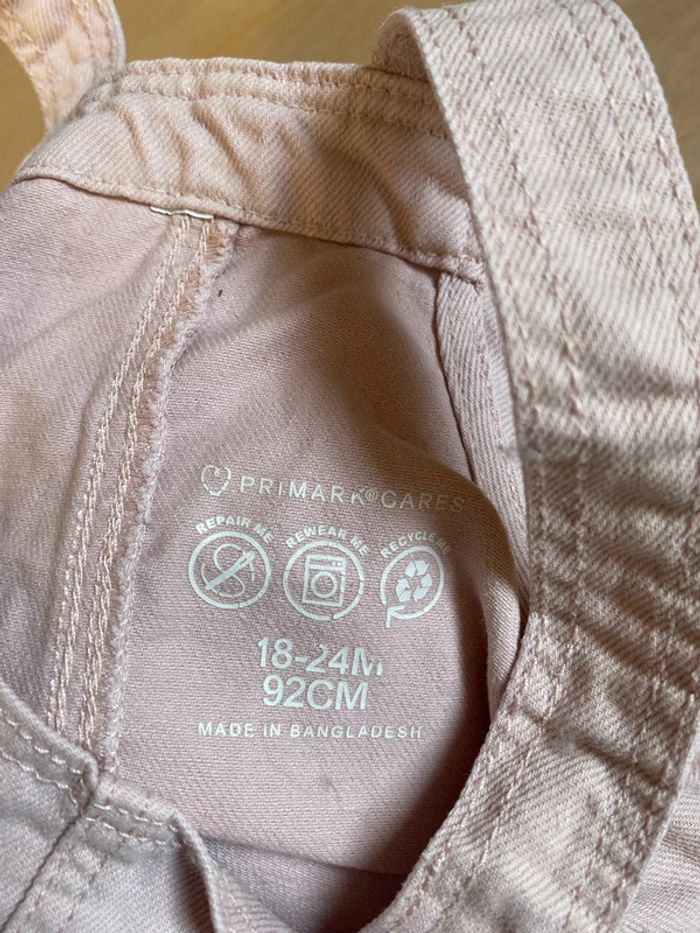 PRIMARK®CARES
REPAIR ME REWEAR ME RECYCLE ME
18-24M
92CM
MADE IN BANGLADESH